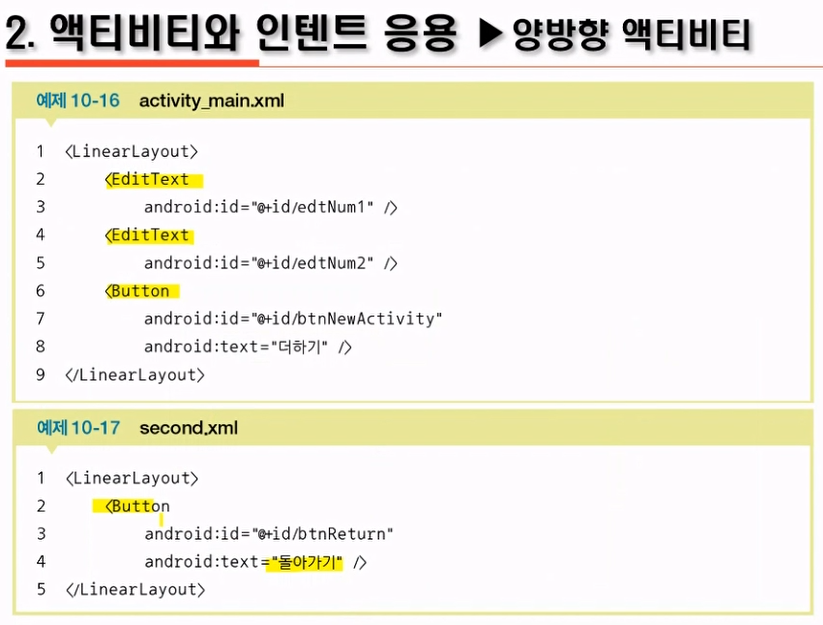 2. 액티비티와 인텐트 응용 ▶ 양방향 액티비티
예제 10-16 activity_main.xml
1 <LinearLayout>
2 <EditText
3 android:id="@+id/edtNum1" />
4 <EditText
5 android:id="@+id/edtNum2" />
6 <Button
7 android:id="@+id/btnNewActivity"
8 android:text="더하기" />
9 </LinearLayout>
예제 10-17 second.xml
1 <LinearLayout>
2 <Button
3 android:id="@+id/btnReturn"
4 android:text="돌아가기" />
5 </LinearLayout>